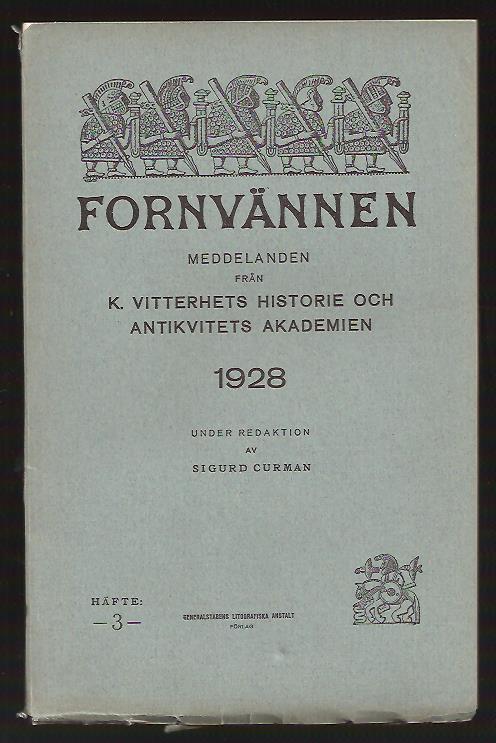 FORNVÄNNEN
MEDDELANDEN
FRÅN
K. VITTERHETS HISTORIE OCH
ANTIKVITETS AKADEMIEN
1928
UNDER REDAKTION
AV
SIGURD CURMAN
HÄFTE:
—3—
GENERALSTABENS LITOGRAFISKA ANSTALT
FÖRLAG